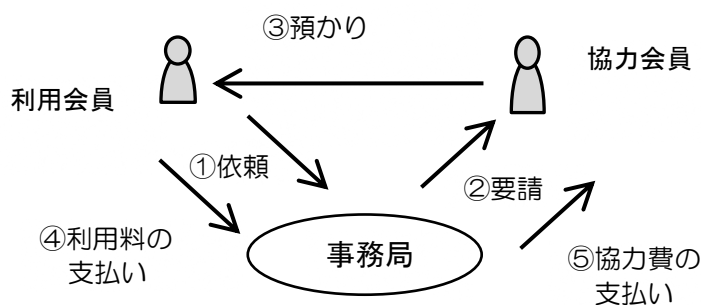 ③預かり
協力会員
利用会員
①依頼
②要請
④利用料の
支払い
事務局
⑤協力費の
支払い